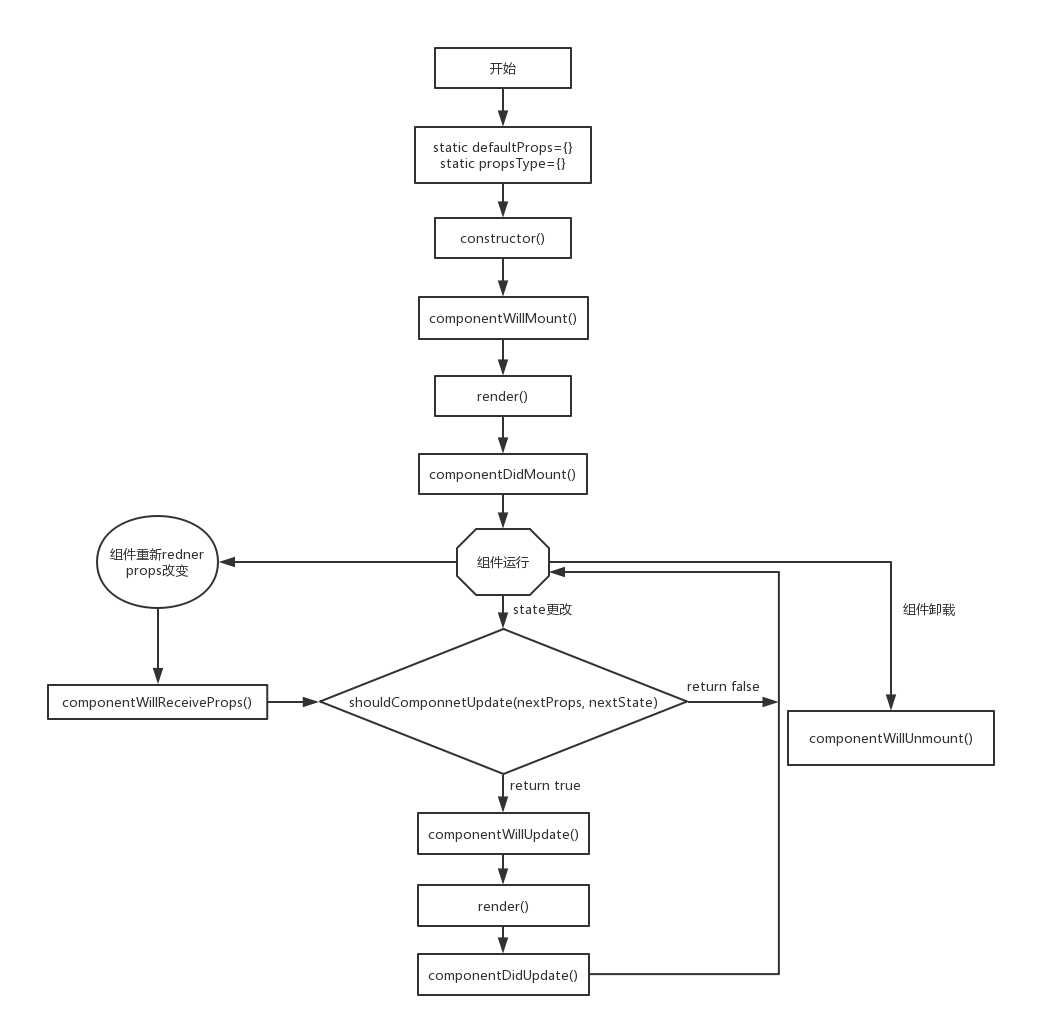 开始
static defaultProps={}
static propsType={}
constructor()
componentWillMount()
render()
componentDidMount()
组件重新redner
props改变
组件运行
state更改
组件卸载
componentWillReceiveProps()
shouldComponnetUpdate(nextProps, nextState)
return false
componentWillUnmount()
return true
componentWillUpdate()
render()
componentDidUpdate()